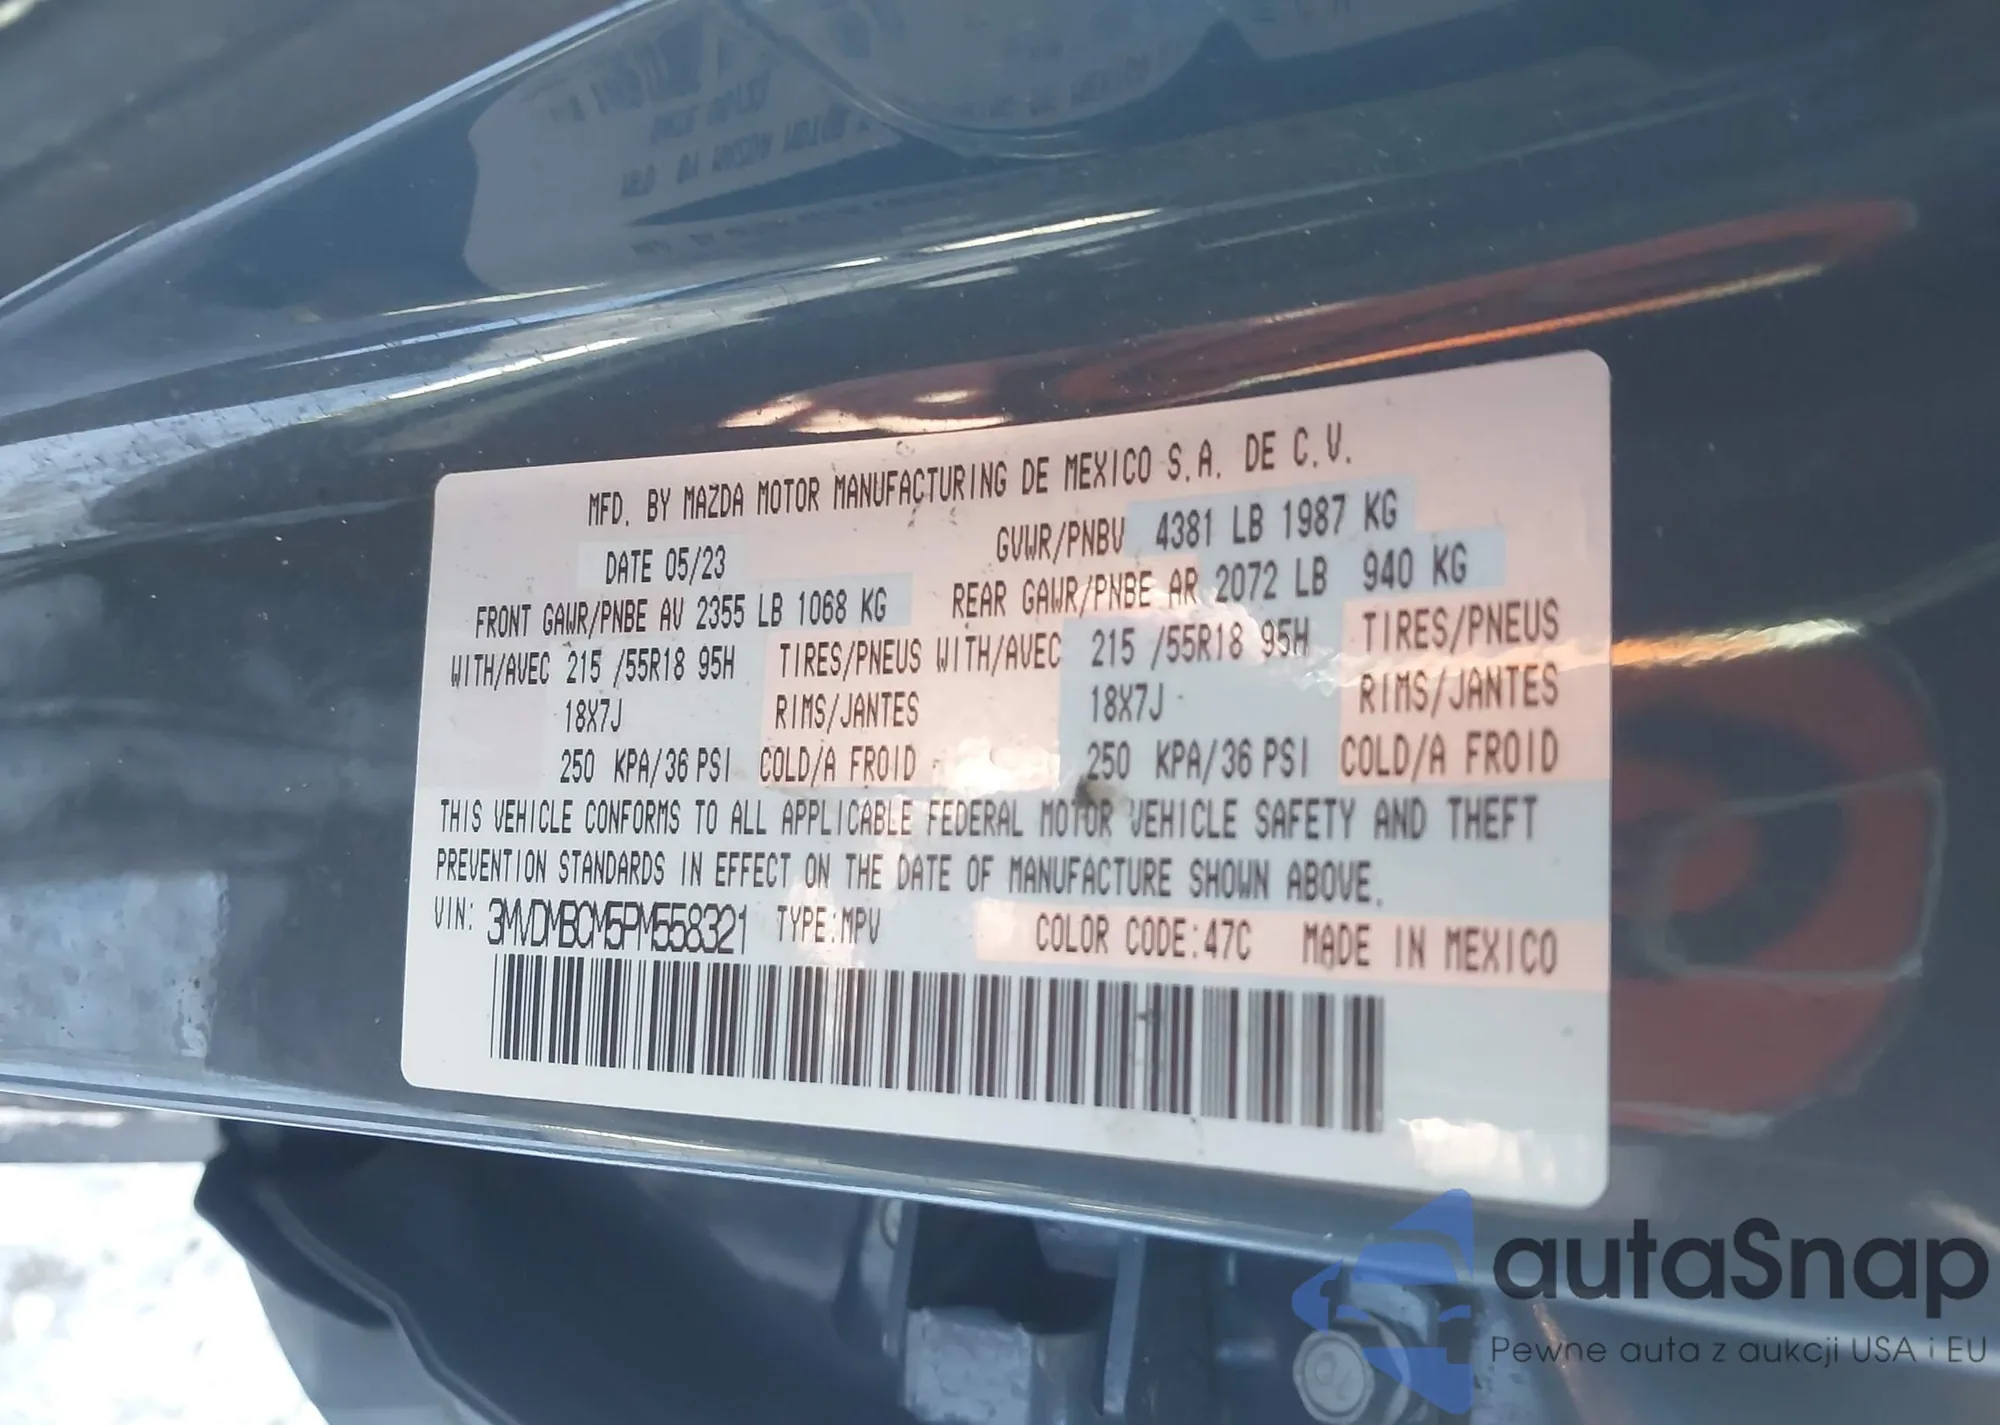 MFD. BY MAZDA MOTOR MANUFACTURING DE MEXICO S.A. DE C.V.
DATE 05/23 GVWR/PNBV 4381 LB 1987 KG
FRONT GAWR/PNBE AV 2355 LB 1068 KG REAR GAWR/PNBE AR 2072 LB 940 KG
WITH/AVEC 215 /55R18 95H TIRES/PNEUS WITH/AVEC 215 /55R18 95H TIRES/PNEUS
18X7J RIMS/JANTES 18X7J RIMS/JANTES
250 KPA/36 PSI COLD/A FROID 250 KPA/36 PSI COLD/A FROID
THIS VEHICLE CONFORMS TO ALL APPLICABLE FEDERAL MOTOR VEHICLE SAFETY AND THEFT
PREVENTION STANDARDS IN EFFECT ON THE DATE OF MANUFACTURE SHOWN ABOVE.
VIN: 3MVDMBCM5PM558321 TYPE:MPV COLOR CODE:47C MADE IN MEXICO
autaSnap
Pewne auta z aukcji USA i EU